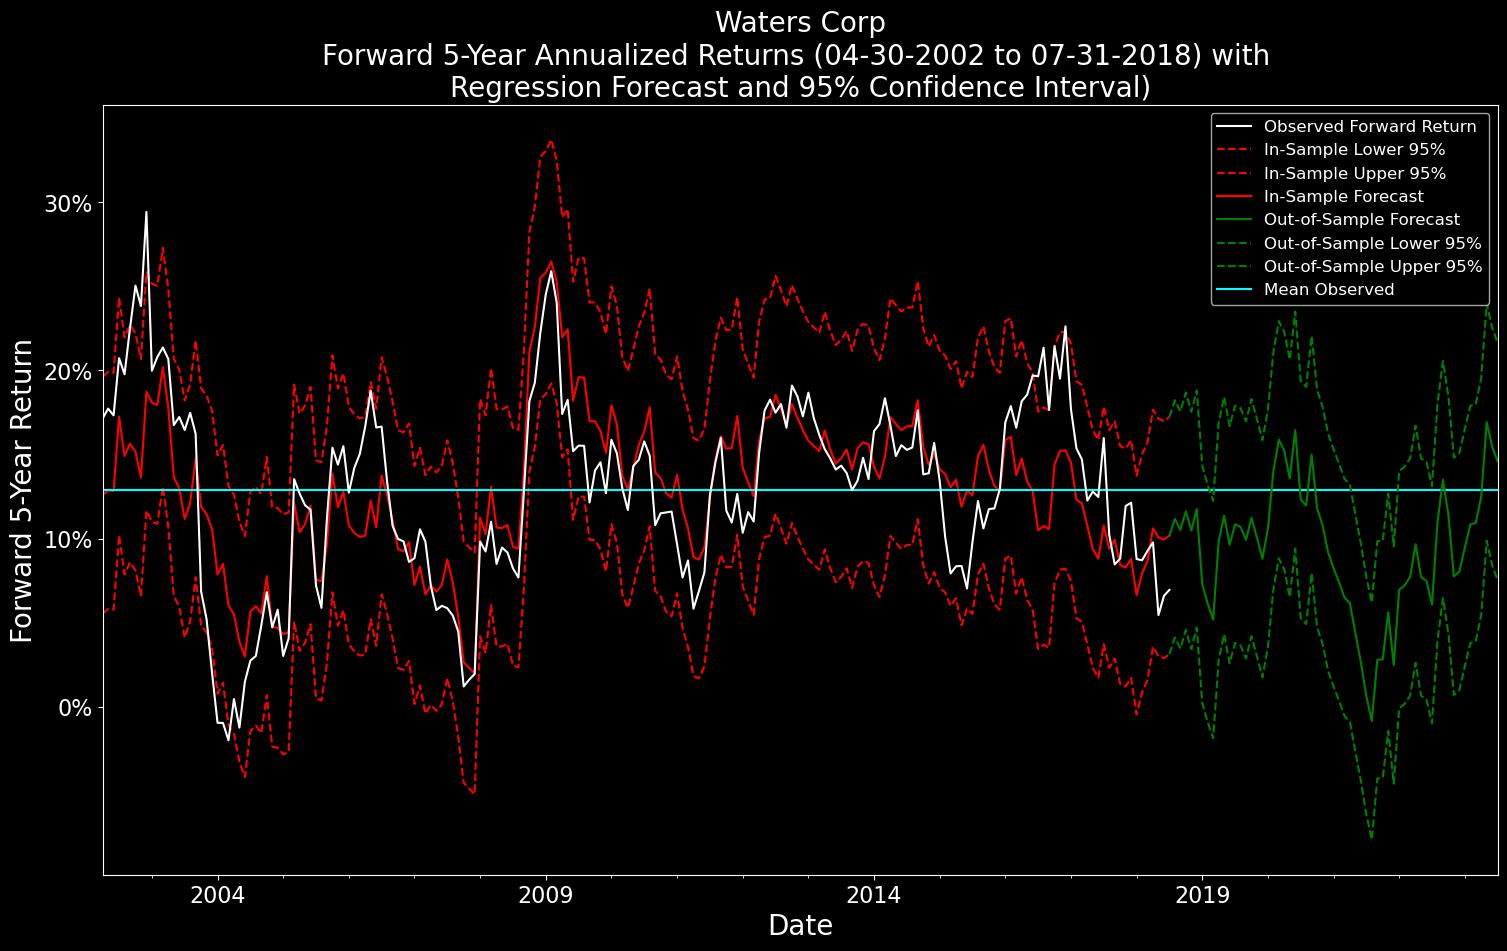 Waters Corp
Forward 5-Year Annualized Returns (04-30-2002 to 07-31-2018) with
Regression Forecast and 95% Confidence Interval)
Observed Forward Return
In-Sample Lower 95%
In-Sample Upper 95%
In-Sample Forecast
Out-of-Sample Forecast
Out-of-Sample Lower 95%
Out-of-Sample Upper 95%
Mean Observed
Forward 5-Year Return
30%
20%
10%
0%
2004
2009
2014
2019
Date